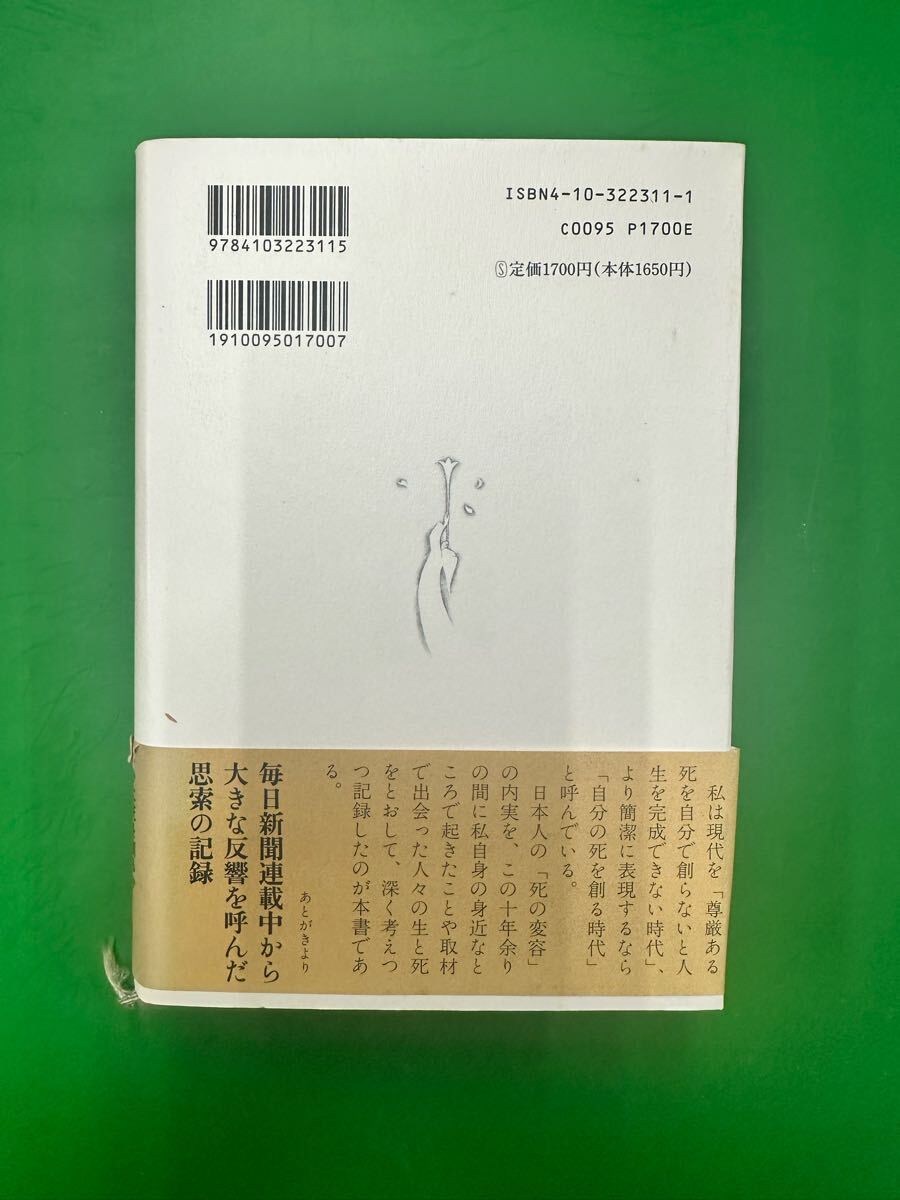 9784103223115
1910095017007
ISBN4-10-322311-1
C0095 P1700E
Ⓢ定価1700円(本体1650円)
私は現代を「尊厳ある
死を自分で創らないと人
生を完成できない時代」、
より簡潔に表現するなら
「自分の死を創る時代」
と呼んでいる。
日本人の「死の変容」
の内実を、この十年余り
の間に私自身の身近なと
ころで起きたことや取材
で出会った人々の生と死
をとおして、深く考えつ
つ記録したのが本書であ
る。
あとがきより
毎日新聞連載中から
大きな反響を呼んだ
思索の記録